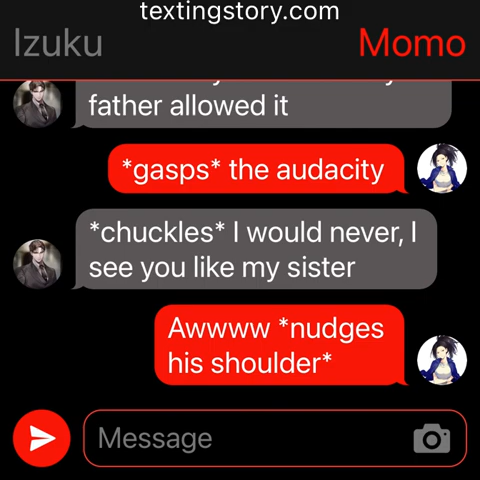 textingstory.com
Izuku
Momo
father allowed it
*gasps* the audacity
*chuckles* I would never, I
see you like my sister
Awwww *nudges
his shoulder*
Message